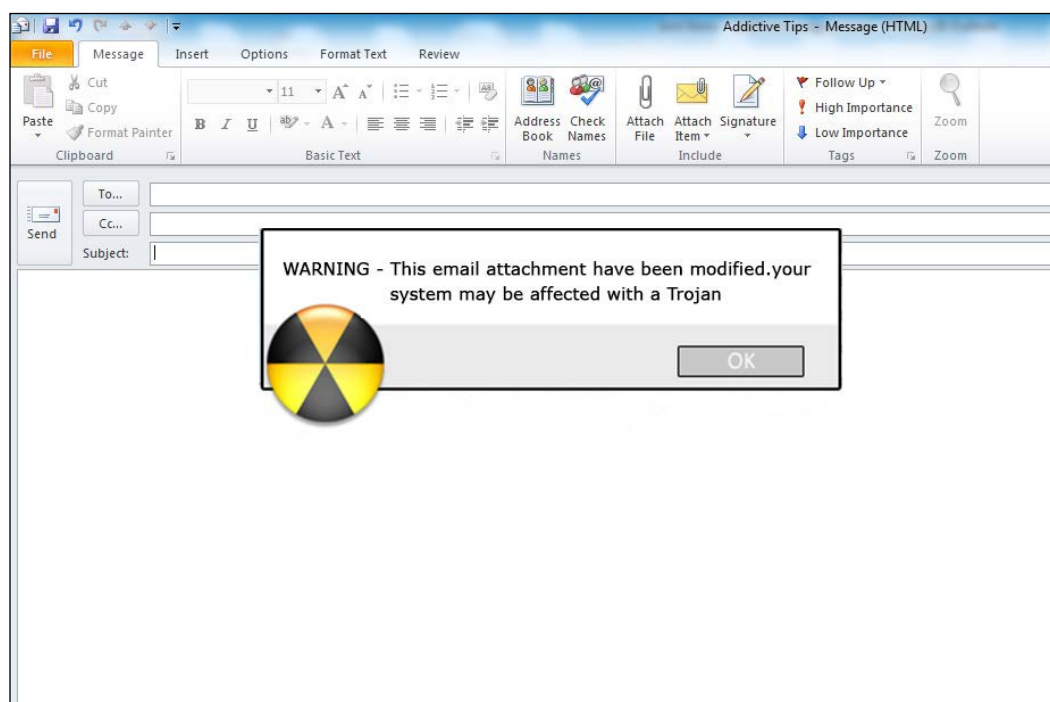 Addictive Tips - Message (HTML)
File Message Insert Options Format Text Review
Paste
Cut
Copy
Format Painter
Clipboard
11
B I U
Basic Text
Address Book
Check Names
Names
Attach File
Attach Item
Signature
Include
Follow Up
High Importance
Low Importance
Tags
Zoom
Zoom
Send
To...
Cc...
Subject:
WARNING - This email attachment have been modified.your
system may be affected with a Trojan
OK